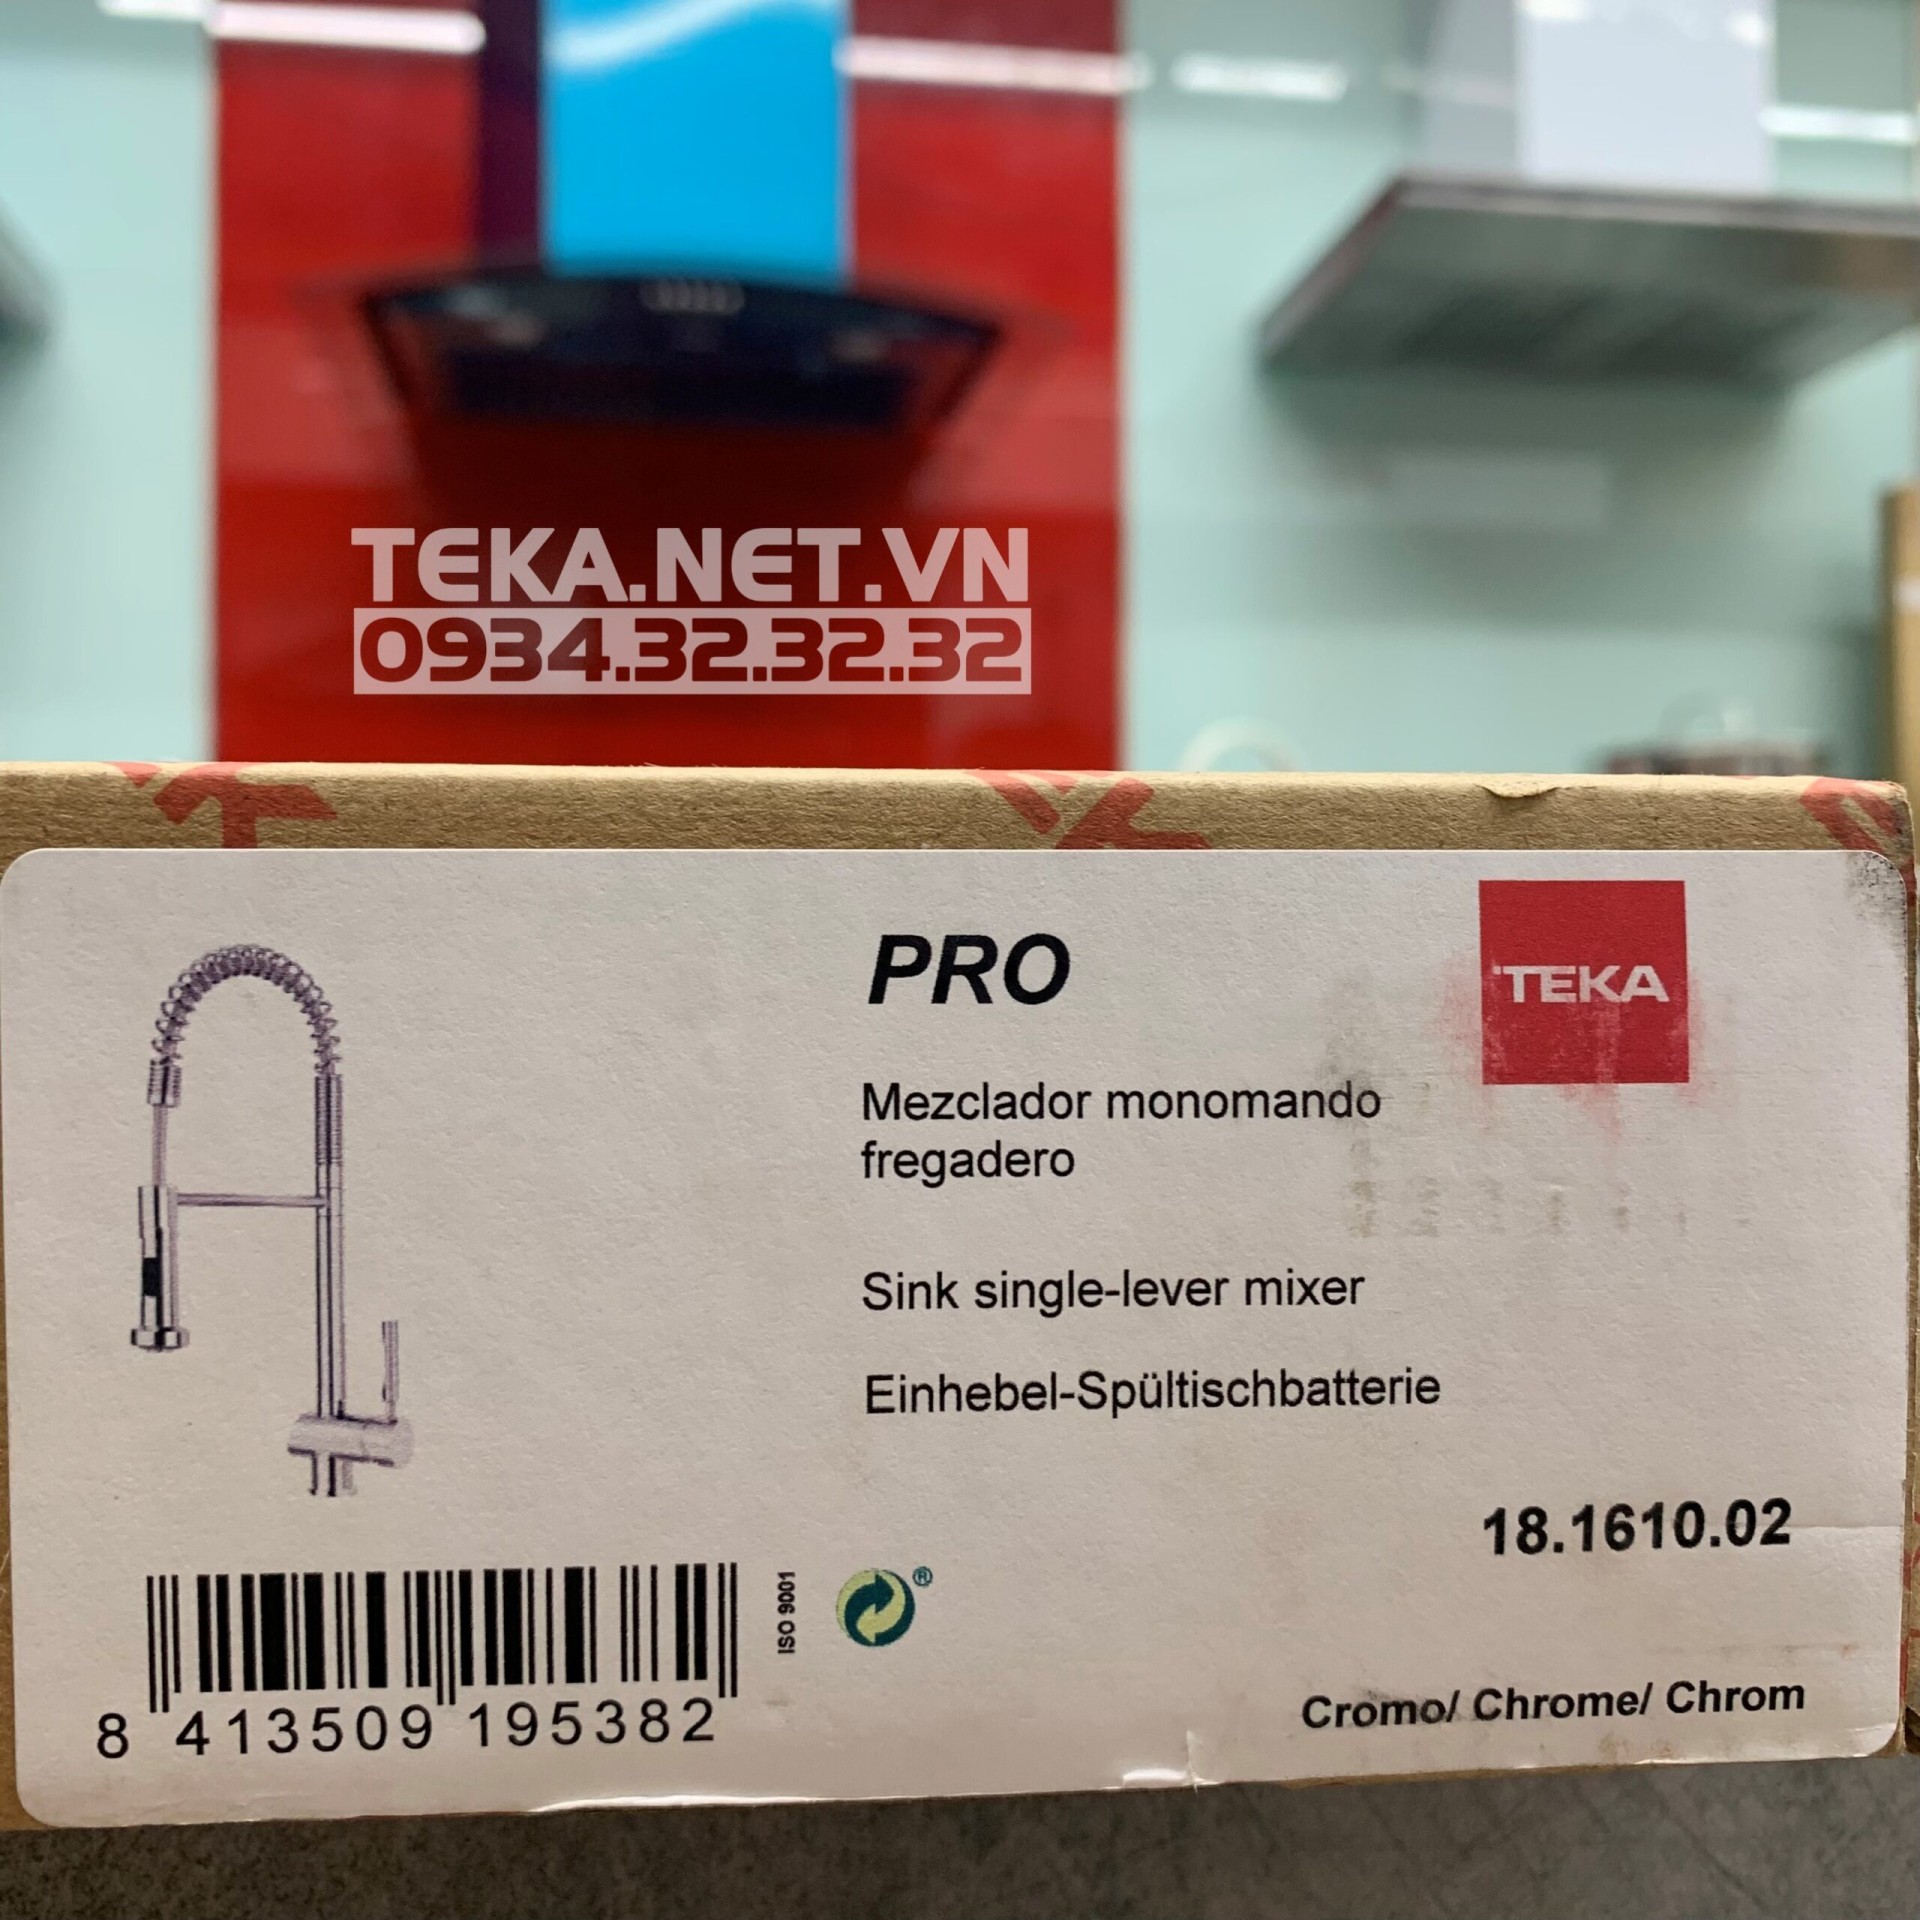 TEKA.NET.VN
0934.32.32.32
PRO
TEKA
Mezclador monomando
fregadero
Sink single-lever mixer
Einhebel-Spültischbatterie
18.1610.02
ISO 9001
®
8 413509 195382
Cromo/ Chrome/ Chrom